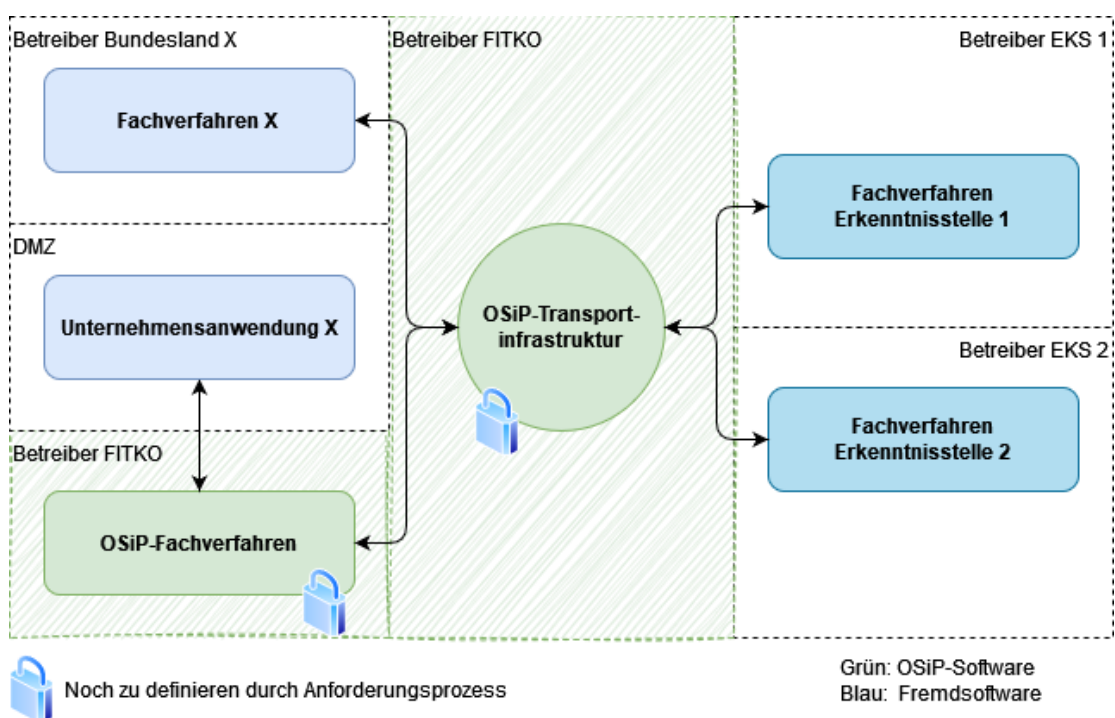 Betreiber Bundesland X
Fachverfahren X
DMZ
Unternehmensanwendung X
Betreiber FITKO
OSiP-Fachverfahren
Betreiber FITKO
OSiP-Transport-
infrastruktur
Betreiber EKS 1
Fachverfahren
Erkenntnisstelle 1
Betreiber EKS 2
Fachverfahren
Erkenntnisstelle 2
Noch zu definieren durch Anforderungsprozess
Grün: OSiP-Software
Blau: Fremdsoftware